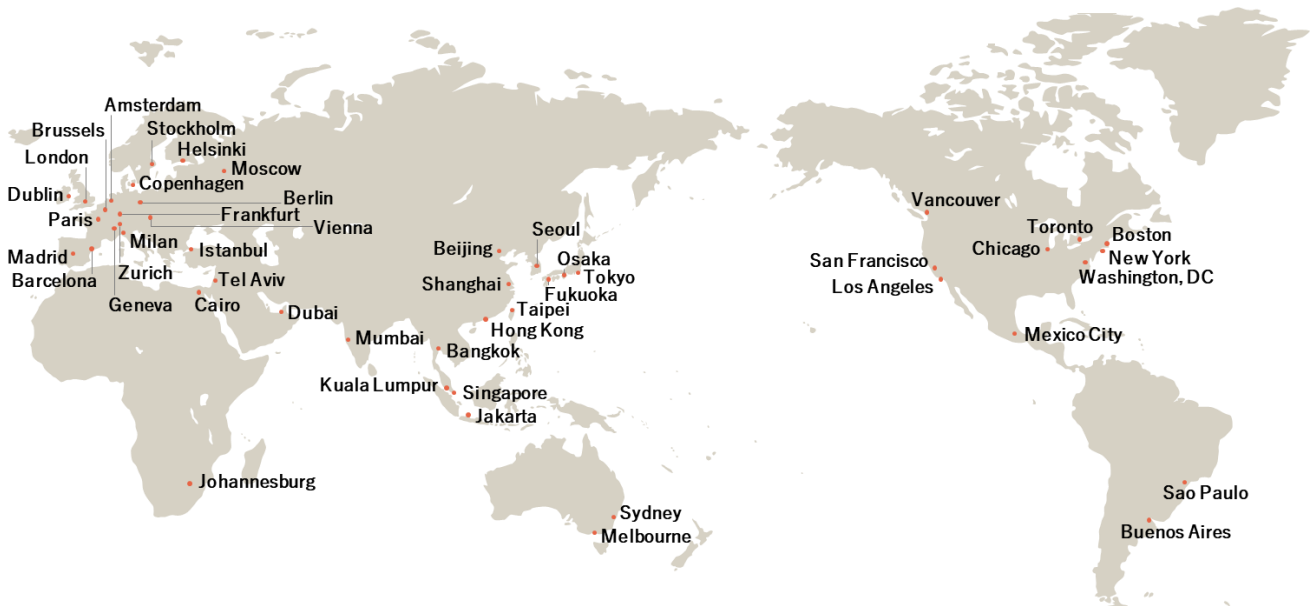 Amsterdam
Brussels
Stockholm
London
Helsinki
Moscow
Dublin
Copenhagen
Berlin
Paris
Frankfurt
Vienna
Madrid
Milan
Istanbul
Barcelona
Zurich
Tel Aviv
Geneva
Cairo
Dubai
Beijing
Seoul
Osaka
Tokyo
Shanghai
Fukuoka
Taipei
Hong Kong
Mumbai
Bangkok
Kuala Lumpur
Singapore
Jakarta
Johannesburg
Sydney
Melbourne
Vancouver
Toronto
Boston
Chicago
New York
San Francisco
Washington, DC
Los Angeles
Mexico City
Sao Paulo
Buenos Aires